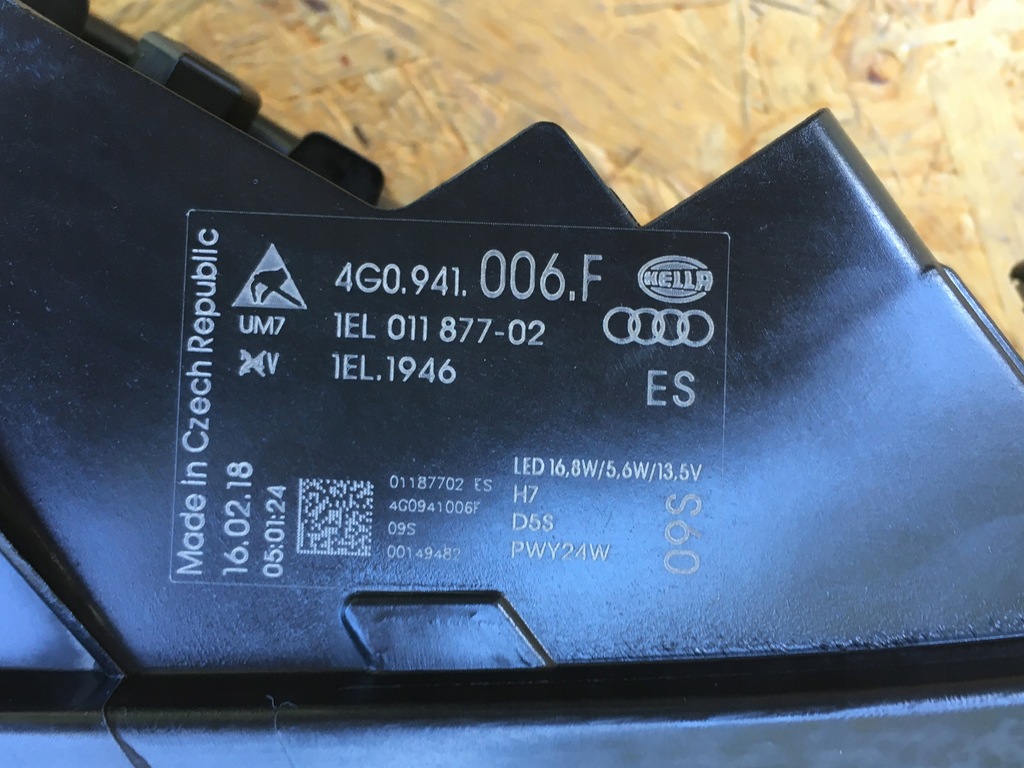 Made in Czech Republic
16.02.18
05:01:24
UM7
XV
4G0.941.006.F
HELLA
1EL 011 877-02
1EL.1946
ES
01187702 ES
4G0941006F
09S
00149482
LED 16,8W/5,6W/13,5V
H7
D5S
PWY24W
09S